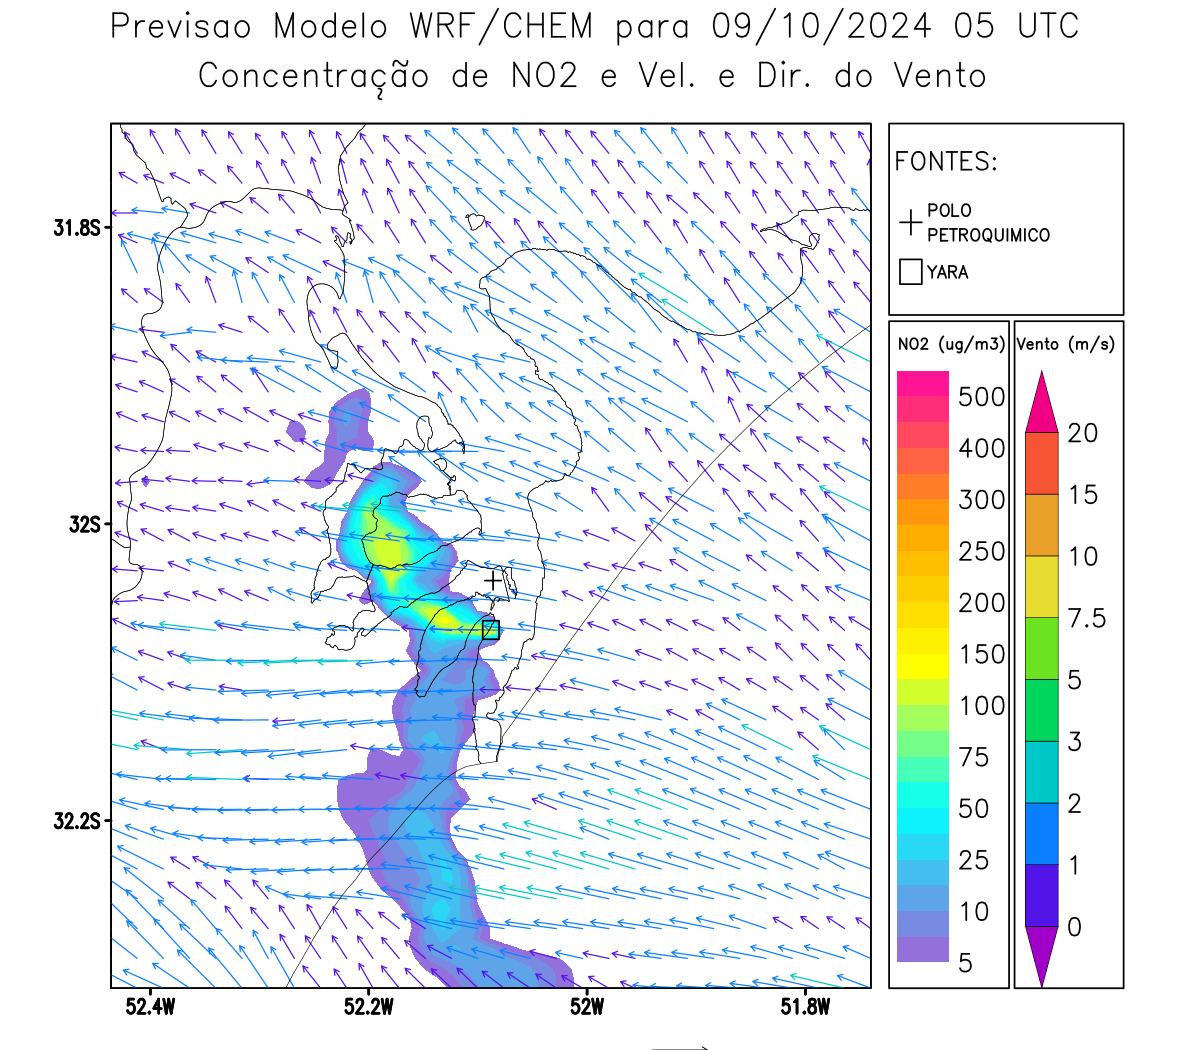 Previsao Modelo WRF/CHEM para 09/10/2024 05 UTC
Concentração de NO2 e Vel. e Dir. do Vento
FONTES:
POLO
PETROQUIMICO
YARA
NO2 (ug/m3)
500
400
300
250
200
150
100
75
50
25
10
5
Vento (m/s)
20
15
10
7.5
5
3
2
1
0
31.8S
32S
32.2S
52.4W 52.2W 52W 51.8W